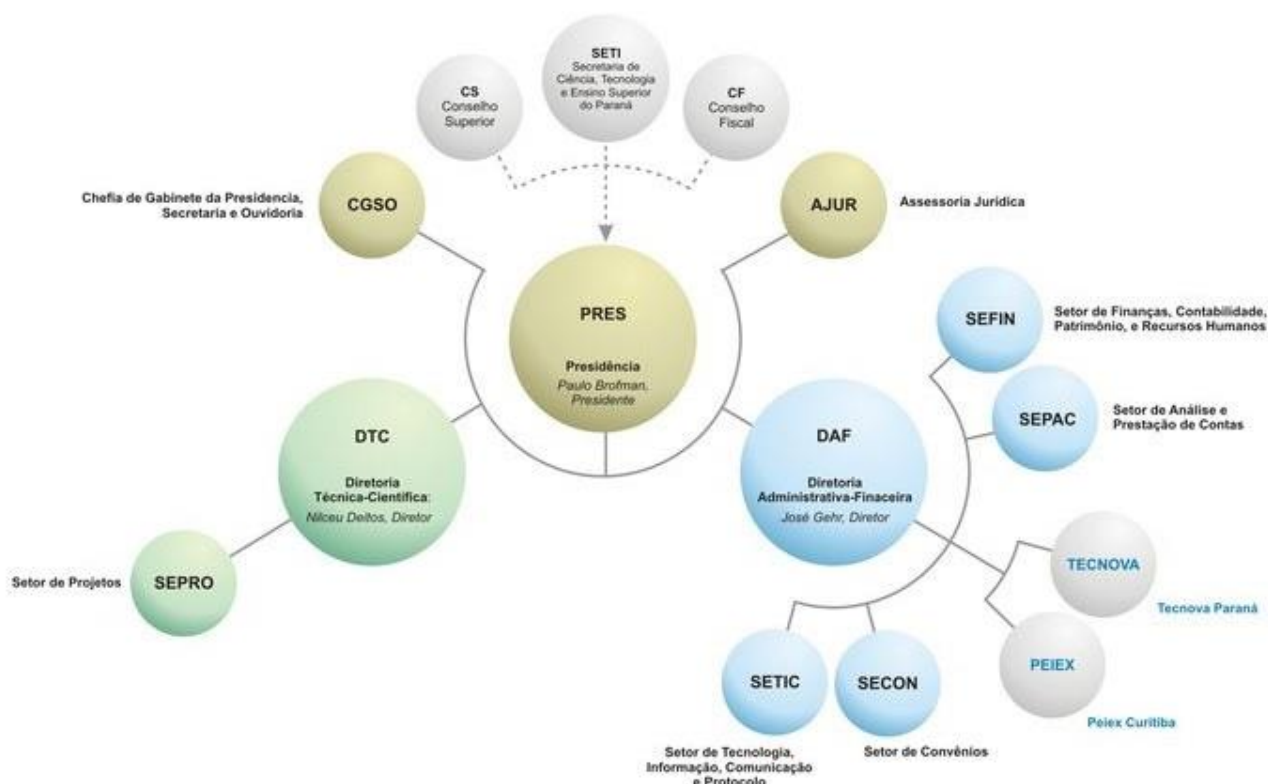 SETI
Secretaria de
Ciência, Tecnologia
e Ensino Superior
do Paraná
CS
Conselho
Superior
CF
Conselho
Fiscal
Chefia de Gabinete da Presidencia,
Secretaria e Ouvidoria
CGSO
AJUR
Assessoria Jurídica
PRES
Presidência
Paulo Brofman,
Presidente
SEFIN
Setor de Finanças, Contabilidade,
Patrimônio, e Recursos Humanos
SEPAC
Setor de Análise e
Prestação de Contas
DTC
Diretoria
Técnica-Científica:
Nilceu Deitos, Diretor
DAF
Diretoria
Administrativa-Finaceira
José Gehr, Diretor
Setor de Projetos
SEPRO
TECNOVA
Tecnova Paraná
PEIEX
Peiex Curitiba
SETIC
Setor de Tecnologia,
Informação, Comunicação
e Protocolo
SECON
Setor de Convênios